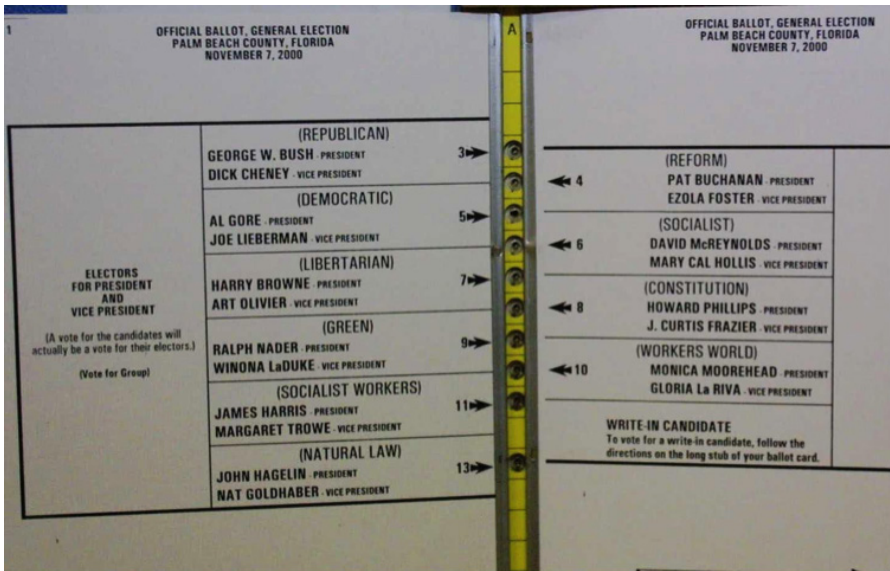 1
OFFICIAL BALLOT, GENERAL ELECTION
PALM BEACH COUNTY, FLORIDA
NOVEMBER 7, 2000
ELECTORS
FOR PRESIDENT
AND
VICE PRESIDENT
(A vote for the candidates will
actually be a vote for their electors.)
(Vote for Group)
(REPUBLICAN)
GEORGE W. BUSH - PRESIDENT
DICK CHENEY - VICE PRESIDENT
3
(DEMOCRATIC)
AL GORE - PRESIDENT
JOE LIEBERMAN - VICE PRESIDENT
5
(LIBERTARIAN)
HARRY BROWNE - PRESIDENT
ART OLIVIER - VICE PRESIDENT
7
(GREEN)
RALPH NADER - PRESIDENT
WINONA LaDUKE - VICE PRESIDENT
9
(SOCIALIST WORKERS)
JAMES HARRIS - PRESIDENT
MARGARET TROWE - VICE PRESIDENT
11
(NATURAL LAW)
JOHN HAGELIN - PRESIDENT
NAT GOLDHABER - VICE PRESIDENT
13
A
OFFICIAL BALLOT, GENERAL ELECTION
PALM BEACH COUNTY, FLORIDA
NOVEMBER 7, 2000
4
(REFORM)
PAT BUCHANAN - PRESIDENT
EZOLA FOSTER - VICE PRESIDENT
6
(SOCIALIST)
DAVID McREYNOLDS - PRESIDENT
MARY CAL HOLLIS - VICE PRESIDENT
8
(CONSTITUTION)
HOWARD PHILLIPS - PRESIDENT
J. CURTIS FRAZIER - VICE PRESIDENT
10
(WORKERS WORLD)
MONICA MOOREHEAD - PRESIDENT
GLORIA La RIVA - VICE PRESIDENT
WRITE-IN CANDIDATE
To vote for a write-in candidate, follow the
directions on the long stub of your ballot card.